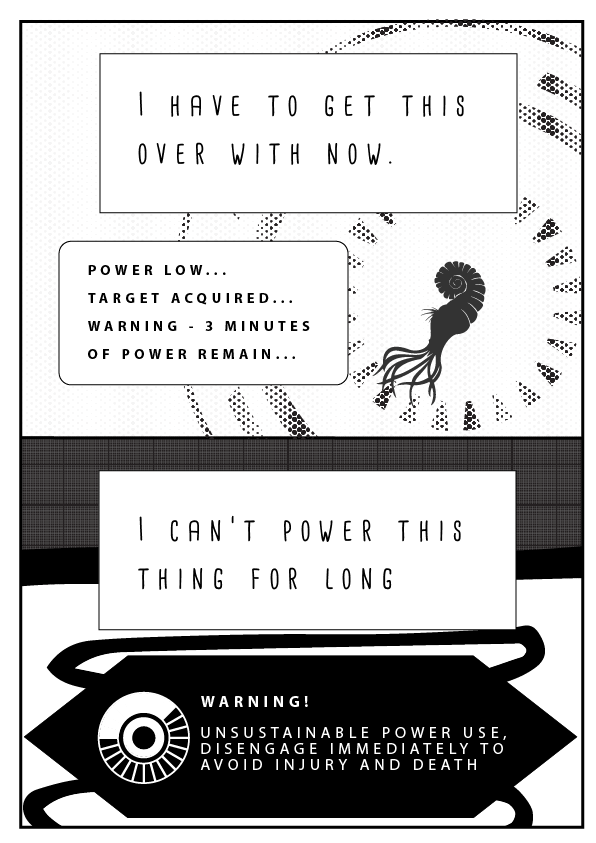 I HAVE TO GET THIS
OVER WITH NOW.
POWER LOW...
TARGET ACQUIRED...
WARNING - 3 MINUTES
OF POWER REMAIN...
I CAN'T POWER THIS
THING FOR LONG
WARNING!
UNSUSTAINABLE POWER USE,
DISENGAGE IMMEDIATELY TO
AVOID INJURY AND DEATH